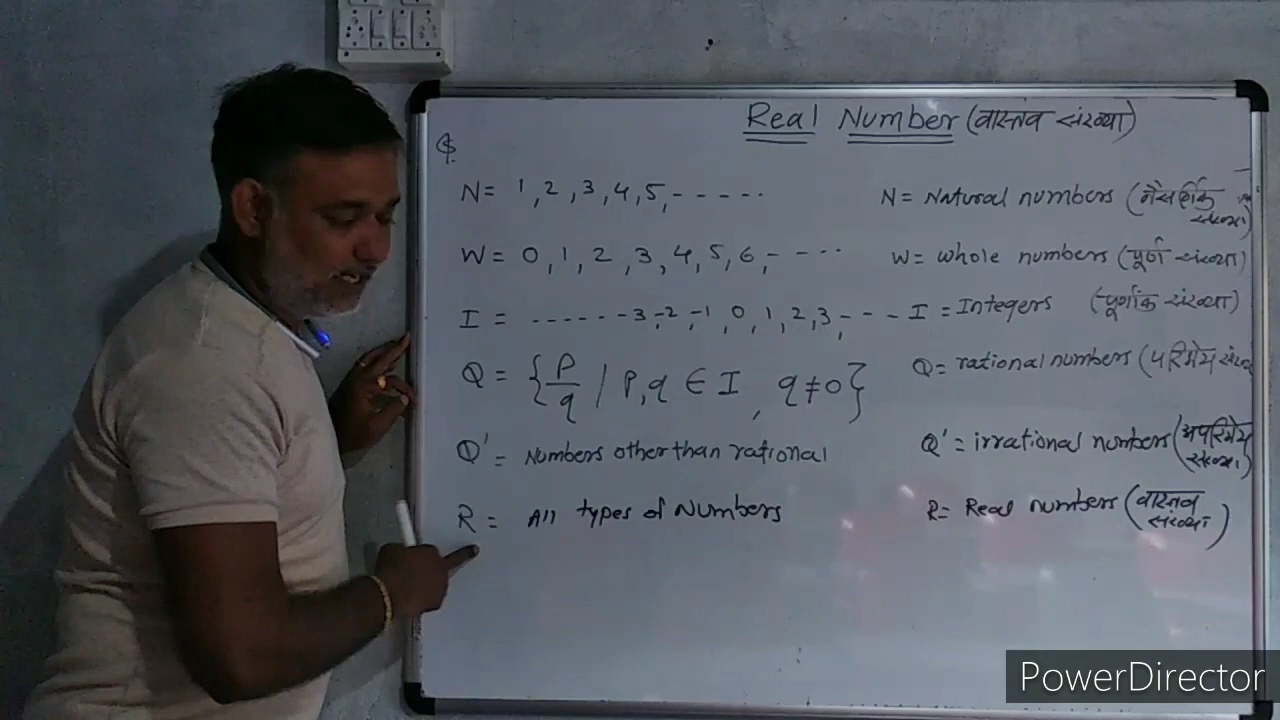 Real Number (वास्तव संख्या)
Q.
N = 1, 2, 3, 4, 5, - - - - - ..
N = Natural numbers (नैसर्गिक संख्या)
W = 0, 1, 2, 3, 4, 5, 6, - - - ...
W = whole numbers (पूर्ण संख्या)
I = ...... -3, -2, -1, 0, 1, 2, 3, - - - -
I = Integers (पूर्णांक संख्या)
Q = {p/q / p, q ∈ I, q ≠ 0}
Q = rational numbers (परिमेय
Q' = Numbers other than rational
Q' = irrational numbers (अपरिमेय संख्या)
R = All types of Numbers
R = Real numbers (वास्तव संख्या)
PowerDirector